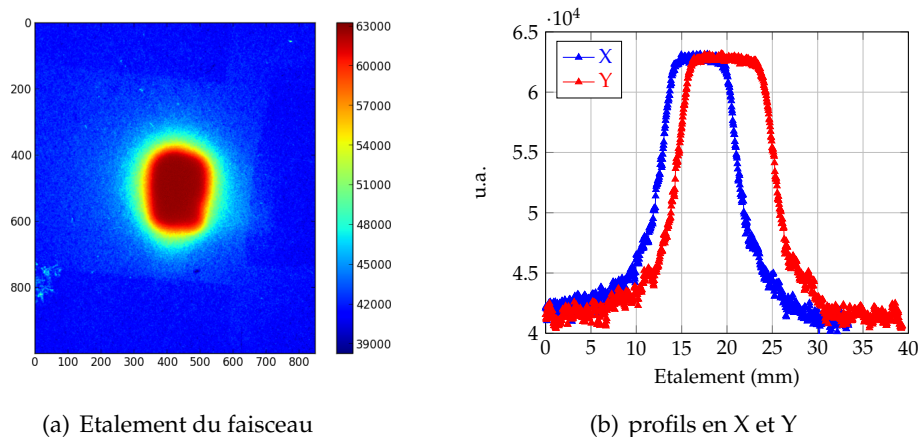 0
200
400
600
800
0 100 200 300 400 500 600 700 800
63000
60000
57000
54000
51000
48000
45000
42000
39000
(a) Etalement du faisceau
·10⁴
6.5
6
5.5
5
4.5
4
u.a.
X
Y
0 5 10 15 20 25 30 35 40
Etalement (mm)
(b) profils en X et Y